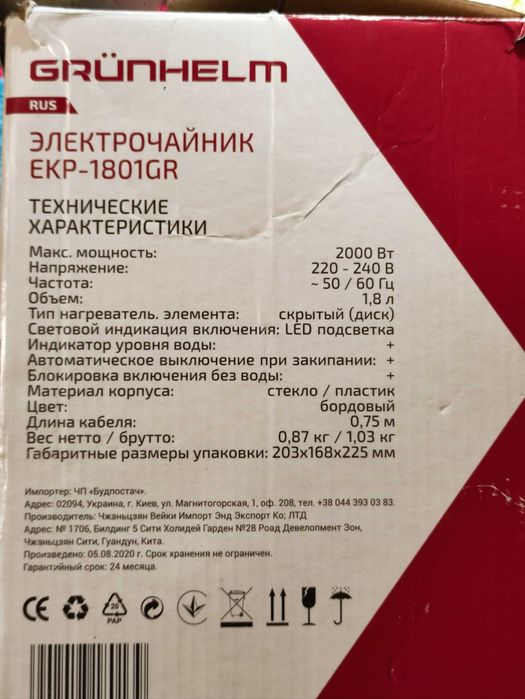 GRÜNHELM
RUS
ЭЛЕКТРОЧАЙНИК
EKP-1801GR
ТЕХНИЧЕСКИЕ
ХАРАКТЕРИСТИКИ
Макс. мощность: 2000 Вт
Напряжение: 220 - 240 В
Частота: ~ 50 / 60 Гц
Объем: 1,8 л
Тип нагреватель. элемента: скрытый (диск)
Световой индикация включения: LED подсветка
Индикатор уровня воды: +
Автоматическое выключение при закипании: +
Блокировка включения без воды: +
Материал корпуса: стекло / пластик
Цвет: бордовый
Длина кабеля: 0,75 м
Вес нетто / брутто: 0,87 кг / 1,03 кг
Габаритные размеры упаковки: 203х168х225 мм
Импортер: ЧП «Будпостач».
Адрес: 02094, Украина, г. Киев, ул. Магнитогорская, 1, оф. 208, тел. +38 044 393 03 83.
Производитель: Чжаньцзян Вейки Импорт Энд Экспорт Ко; ЛТД
Адрес: № 1706, Билдинг 5 Сити Холидей Гарден №28 Роад Девелопмент Зон,
Чжаньцзян Сити, Гуандун, Кита.
Произведено: 05.08.2020 г. Срок хранения не ограничен.
Гарантийный срок: 24 месяца.
CE
20
PAP